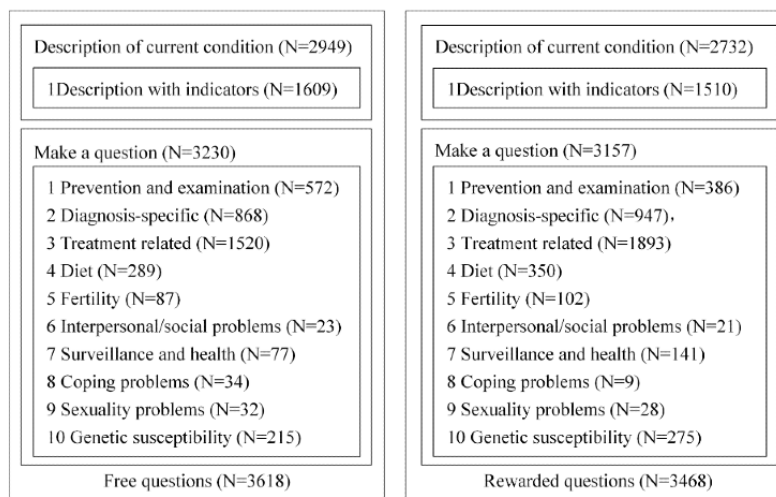 Description of current condition (N=2949)
1Description with indicators (N=1609)
Make a question (N=3230)
1 Prevention and examination (N=572)
2 Diagnosis-specific (N=868)
3 Treatment related (N=1520)
4 Diet (N=289)
5 Fertility (N=87)
6 Interpersonal/social problems (N=23)
7 Surveillance and health (N=77)
8 Coping problems (N=34)
9 Sexuality problems (N=32)
10 Genetic susceptibility (N=215)
Free questions (N=3618)
Description of current condition (N=2732)
1Description with indicators (N=1510)
Make a question (N=3157)
1 Prevention and examination (N=386)
2 Diagnosis-specific (N=947),
3 Treatment related (N=1893)
4 Diet (N=350)
5 Fertility (N=102)
6 Interpersonal/social problems (N=21)
7 Surveillance and health (N=141)
8 Coping problems (N=9)
9 Sexuality problems (N=28)
10 Genetic susceptibility (N=275)
Rewarded questions (N=3468)